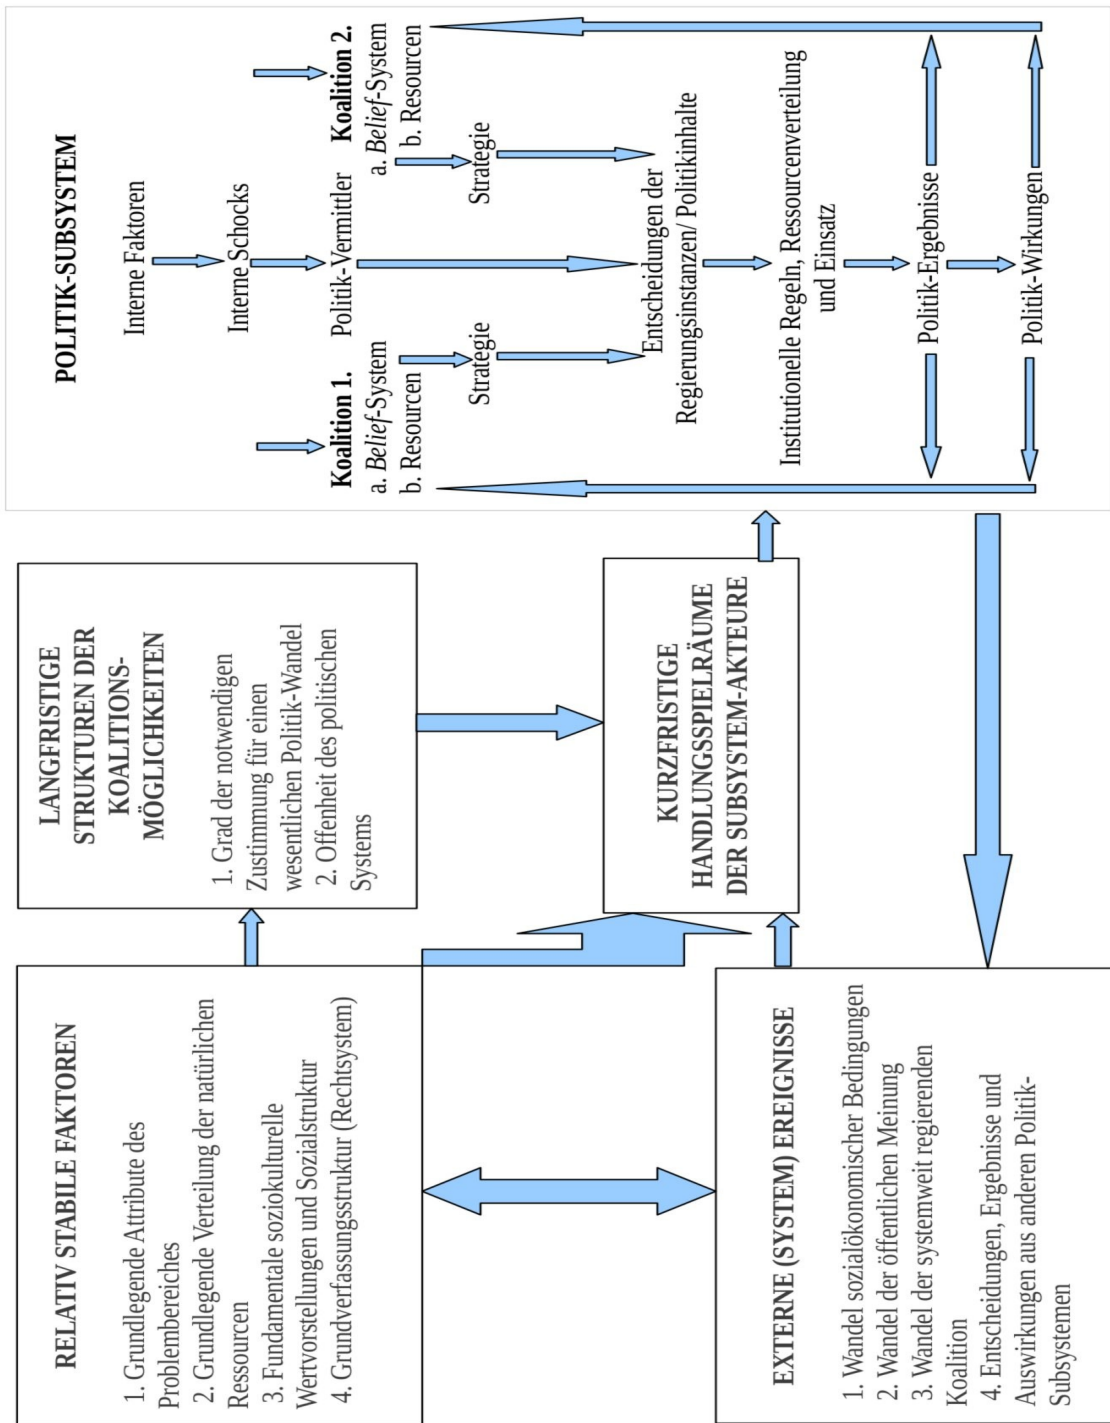 RELATIV STABILE FAKTOREN
1. Grundlegende Attribute des
Problembereiches
2. Grundlegende Verteilung der natürlichen
Ressourcen
3. Fundamentale soziokulturelle
Wertvorstellungen und Sozialstruktur
4. Grundverfassungsstruktur (Rechtsystem)
EXTERNE (SYSTEM) EREIGNISSE
1. Wandel sozialökonomischer Bedingungen
2. Wandel der öffentlichen Meinung
3. Wandel der systemweit regierenden
Koalition
4. Entscheidungen, Ergebnisse und
Auswirkungen aus anderen Politik-
Subsystemen
LANGFRISTIGE
STRUKTUREN DER
KOALITIONS-
MÖGLICHKEITEN
1. Grad der notwendigen
Zustimmung für einen
wesentlichen Politik-Wandel
2. Offenheit des politischen
Systems
KURZFRISTIGE
HANDLUNGSSPIELRÄUME
DER SUBSYSTEM-AKTEURE
POLITIK-SUBSYSTEM
Interne Faktoren
Interne Schocks
Koalition 1.
a. Belief-System
b. Resourcen
Politik-Vermittler
Koalition 2.
a. Belief-System
b. Resourcen
Strategie
Strategie
Entscheidungen der
Regierungsinstanzen/ Politikinhalte
Institutionelle Regeln, Ressourcenverteilung
und Einsatz
Politik-Ergebnisse
Politik-Wirkungen